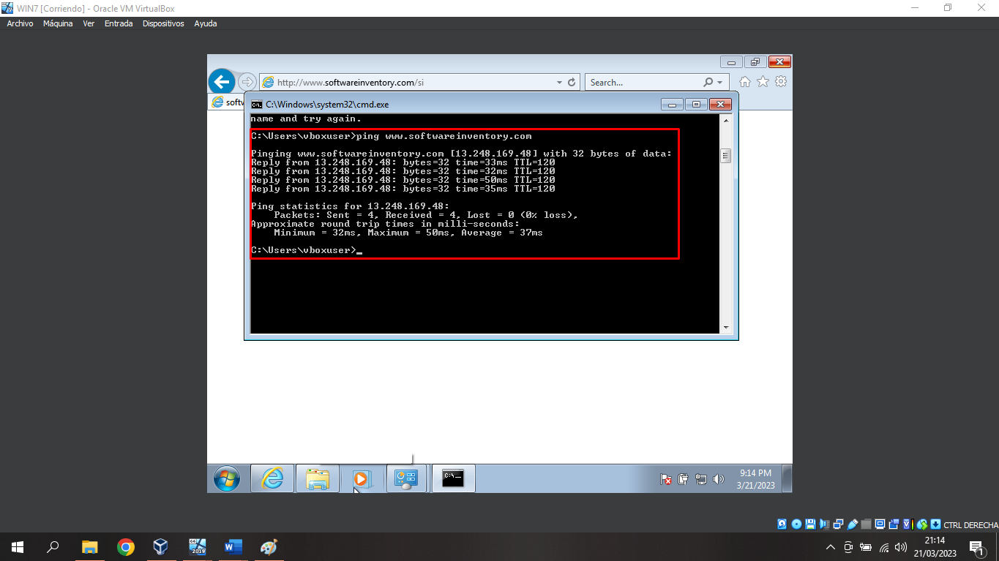 WIN7 [Corriendo] - Oracle VM VirtualBox
Archivo Máquina Ver Entrada Dispositivos Ayuda
http://www.softwareinventory.com/si
Search...
softw
C:\Windows\system32\cmd.exe
name and try again.
C:\Users\vboxuser>ping www.softwareinventory.com
Pinging www.softwareinventory.com [13.248.169.48] with 32 bytes of data:
Reply from 13.248.169.48: bytes=32 time=33ms TTL=120
Reply from 13.248.169.48: bytes=32 time=32ms TTL=120
Reply from 13.248.169.48: bytes=32 time=50ms TTL=120
Reply from 13.248.169.48: bytes=32 time=35ms TTL=120
Ping statistics for 13.248.169.48:
Packets: Sent = 4, Received = 4, Lost = 0 (0% loss),
Approximate round trip times in milli-seconds:
Minimum = 32ms, Maximum = 50ms, Average = 37ms
C:\Users\vboxuser>_
9:14 PM
3/21/2023
CTRL DERECHA
21:14
21/03/2023
1